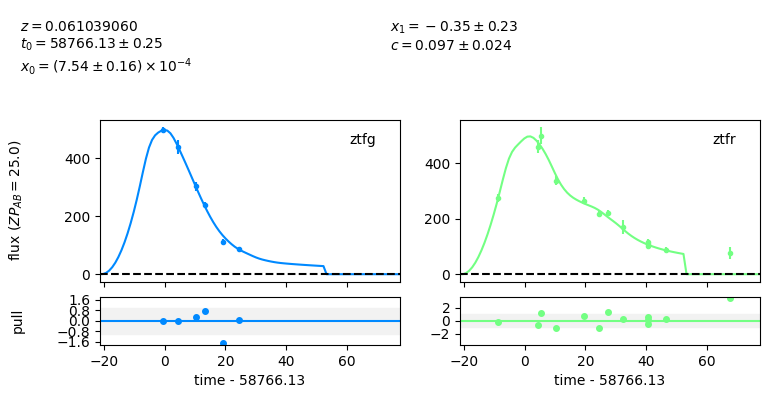 z = 0.061039060
t0 = 58766.13 ± 0.25
x0 = (7.54 ± 0.16) × 10^−4
x1 = −0.35 ± 0.23
c = 0.097 ± 0.024
flux (ZP_AB = 25.0)
ztfg
400
200
0
ztfr
400
200
0
pull
1.6
0.8
0.0
−0.8
−1.6
−20 0 20 40 60
time - 58766.13
2
0
−2
−20 0 20 40 60
time - 58766.13